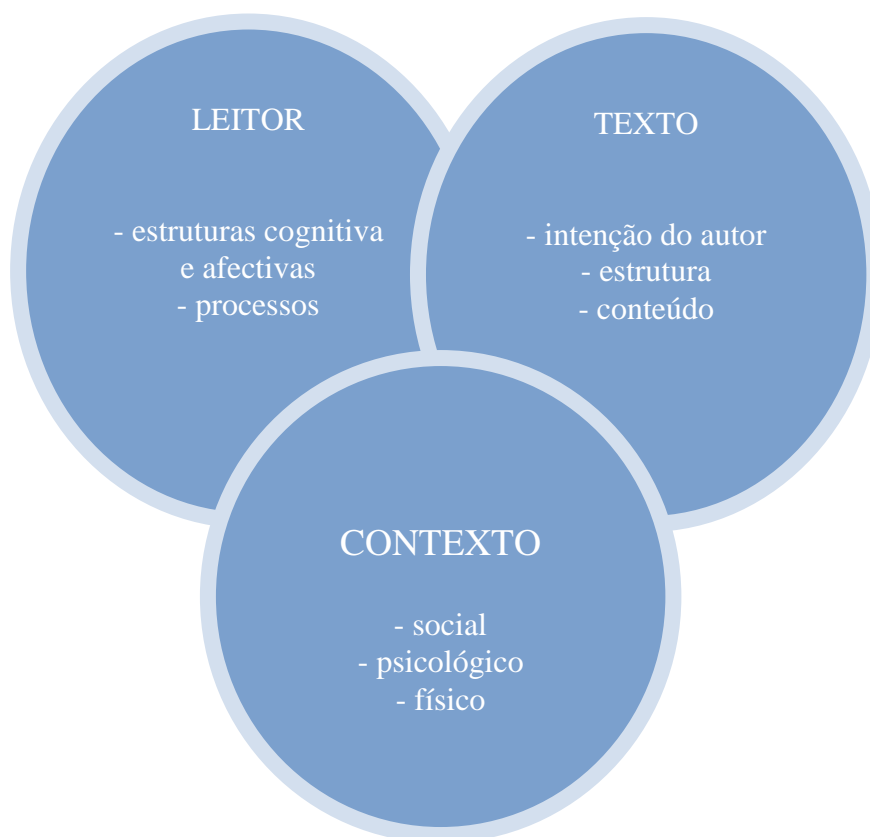 LEITOR
- estruturas cognitiva
e afectivas
- processos
TEXTO
- intenção do autor
- estrutura
- conteúdo
CONTEXTO
- social
- psicológico
- físico